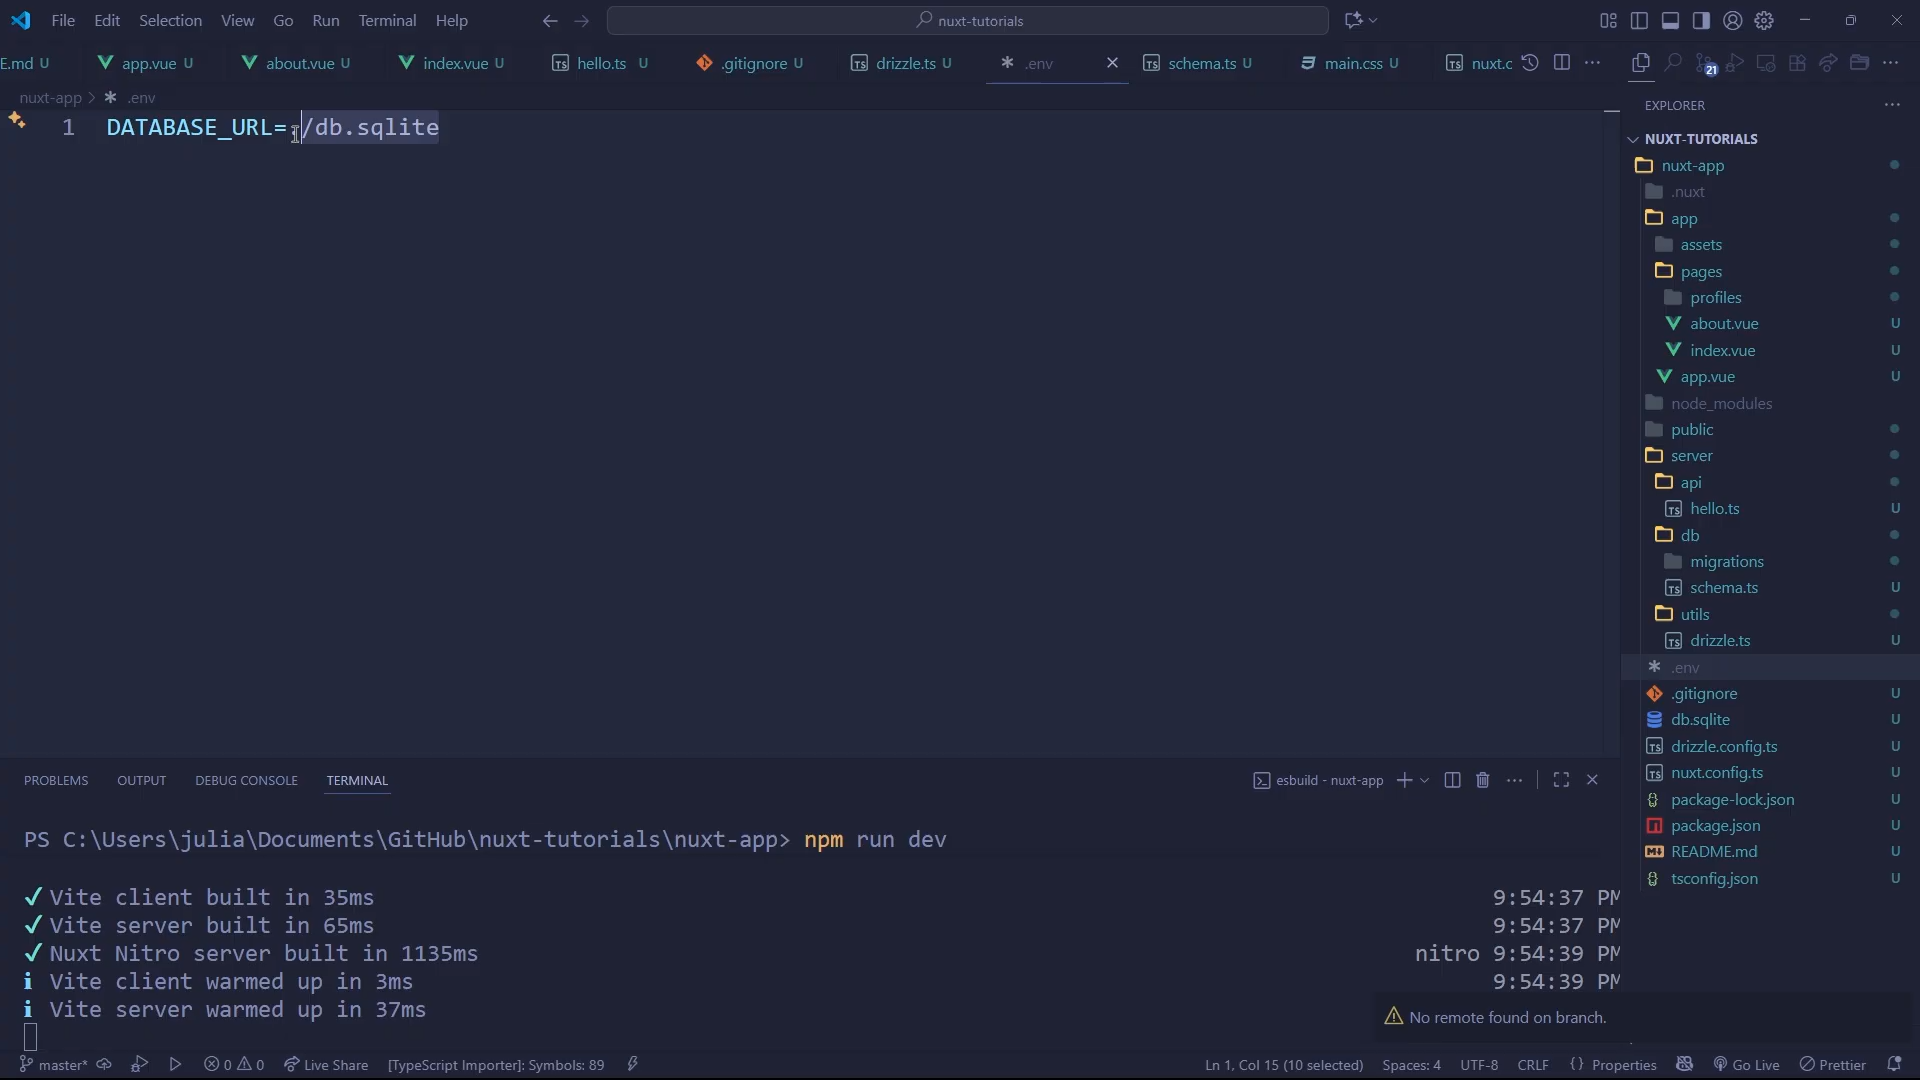 File Edit Selection View Go Run Terminal Help
nuxt-tutorials
E.md U
app.vue U
about.vue U
index.vue U
hello.ts U
.gitignore U
drizzle.ts U
.env
schema.ts U
main.css U
nuxt.c
21
nuxt-app > .env
1 DATABASE_URL=./db.sqlite
EXPLORER
NUXT-TUTORIALS
nuxt-app
.nuxt
app
assets
pages
profiles
about.vue U
index.vue U
app.vue U
node_modules
public
server
api
hello.ts U
db
migrations
schema.ts U
utils
drizzle.ts U
.env
.gitignore U
db.sqlite U
drizzle.config.ts U
nuxt.config.ts U
package-lock.json U
package.json U
README.md U
tsconfig.json U
PROBLEMS OUTPUT DEBUG CONSOLE TERMINAL
esbuild - nuxt-app
PS C:\Users\julia\Documents\GitHub\nuxt-tutorials\nuxt-app> npm run dev
✓ Vite client built in 35ms 9:54:37 PM
✓ Vite server built in 65ms 9:54:37 PM
✓ Nuxt Nitro server built in 1135ms nitro 9:54:39 PM
i Vite client warmed up in 3ms 9:54:39 PM
i Vite server warmed up in 37ms
No remote found on branch.
master* 0 0 Live Share [TypeScript Importer]: Symbols: 89 Ln 1, Col 15 (10 selected) Spaces: 4 UTF-8 CRLF {} Properties Go Live Prettier